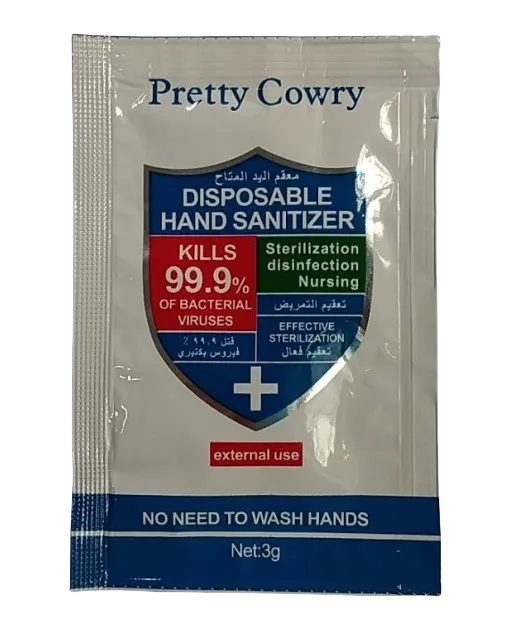 Pretty Cowry
معقم اليد المتاح
DISPOSABLE
HAND SANITIZER
KILLS
99.9%
OF BACTERIAL
VIRUSES
قتل ٩٩.٩ ٪
فيروس بكتيري
Sterilization
disinfection
Nursing
تعقيم التمريض
EFFECTIVE
STERILIZATION
تعقيم فعال
external use
NO NEED TO WASH HANDS
Net:3g